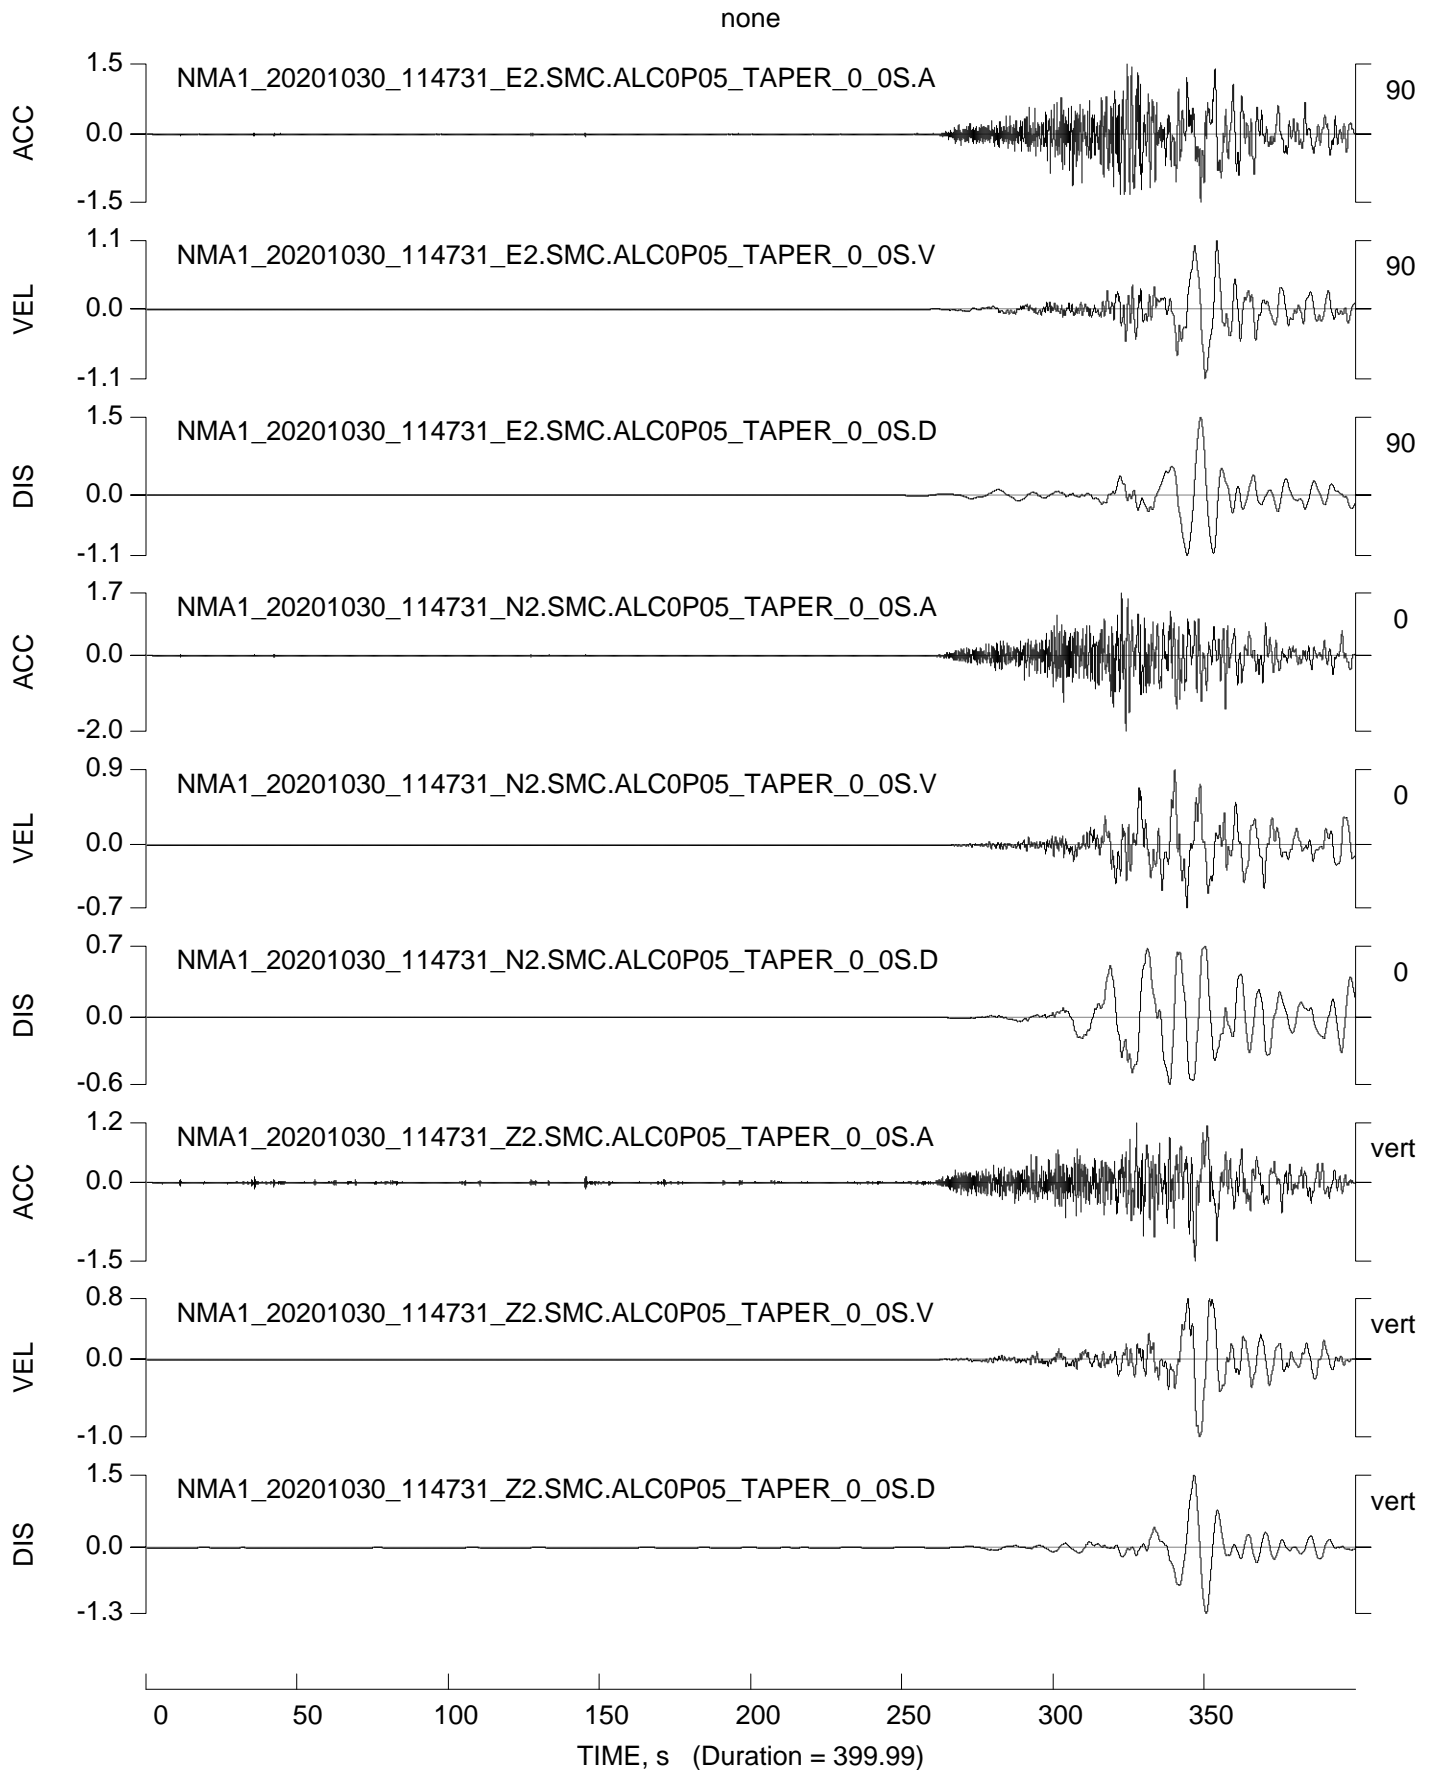 none
1.5
NMA1_20201030_114731_E2.SMC.ALC0P05_TAPER_0_0S.A
90
ACC
0.0
-1.5
1.1
NMA1_20201030_114731_E2.SMC.ALC0P05_TAPER_0_0S.V
90
VEL
0.0
-1.1
1.5
NMA1_20201030_114731_E2.SMC.ALC0P05_TAPER_0_0S.D
90
DIS
0.0
-1.1
1.7
NMA1_20201030_114731_N2.SMC.ALC0P05_TAPER_0_0S.A
0
ACC
0.0
-2.0
0.9
NMA1_20201030_114731_N2.SMC.ALC0P05_TAPER_0_0S.V
0
VEL
0.0
-0.7
0.7
NMA1_20201030_114731_N2.SMC.ALC0P05_TAPER_0_0S.D
0
DIS
0.0
-0.6
1.2
NMA1_20201030_114731_Z2.SMC.ALC0P05_TAPER_0_0S.A
vert
ACC
0.0
-1.5
0.8
NMA1_20201030_114731_Z2.SMC.ALC0P05_TAPER_0_0S.V
vert
VEL
0.0
-1.0
1.5
NMA1_20201030_114731_Z2.SMC.ALC0P05_TAPER_0_0S.D
vert
DIS
0.0
-1.3
0 50 100 150 200 250 300 350
TIME, s (Duration = 399.99)